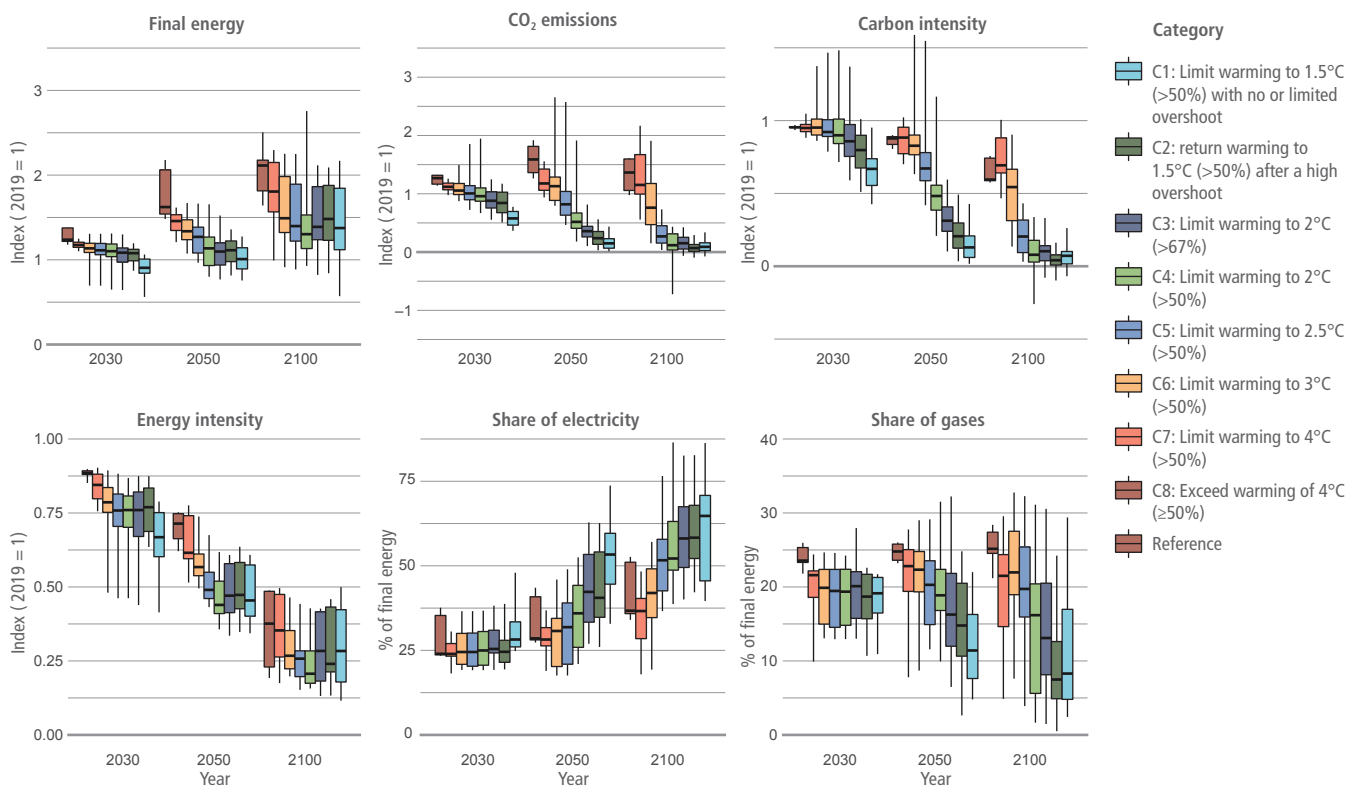 Final energy
Index ( 2019 = 1)
3
2
1
0
2030
2050
2100
CO₂ emissions
Index ( 2019 = 1)
3
2
1
0
–1
2030
2050
2100
Carbon intensity
Index ( 2019 = 1)
1
0
2030
2050
2100
Energy intensity
Index ( 2019 = 1)
1.00
0.75
0.50
0.25
0.00
2030
2050
2100
Year
Share of electricity
% of final energy
75
50
25
0
2030
2050
2100
Year
Share of gases
% of final energy
40
30
20
10
0
2030
2050
2100
Year
Category
C1: Limit warming to 1.5°C
(>50%) with no or limited
overshoot
C2: return warming to
1.5°C (>50%) after a high
overshoot
C3: Limit warming to 2°C
(>67%)
C4: Limit warming to 2°C
(>50%)
C5: Limit warming to 2.5°C
(>50%)
C6: Limit warming to 3°C
(>50%)
C7: Limit warming to 4°C
(>50%)
C8: Exceed warming of 4°C
(≥50%)
Reference